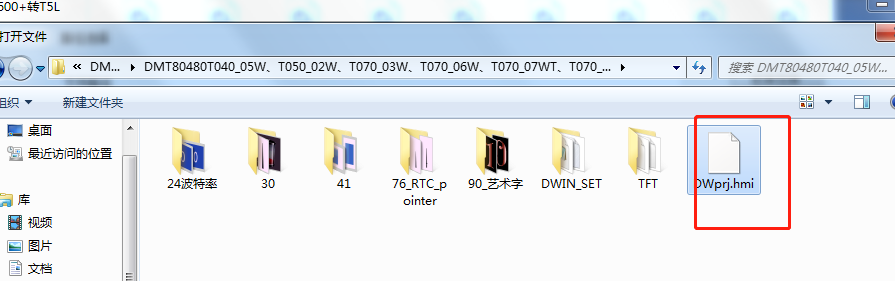 600+转T5L
打开文件
« DM... ▸ DMT80480T040_05W、T050_02W、T070_03W、T070_06W、T070_07WT、T070_... ▸
搜索 DMT80480T040_05W...
组织 新建文件夹
桌面
最近访问的位置
库
视频
图片
文档
24波特率
30
41
76_RTC_p
ointer
90_艺术字
DWIN_SET
TFT
DWprj.hmi